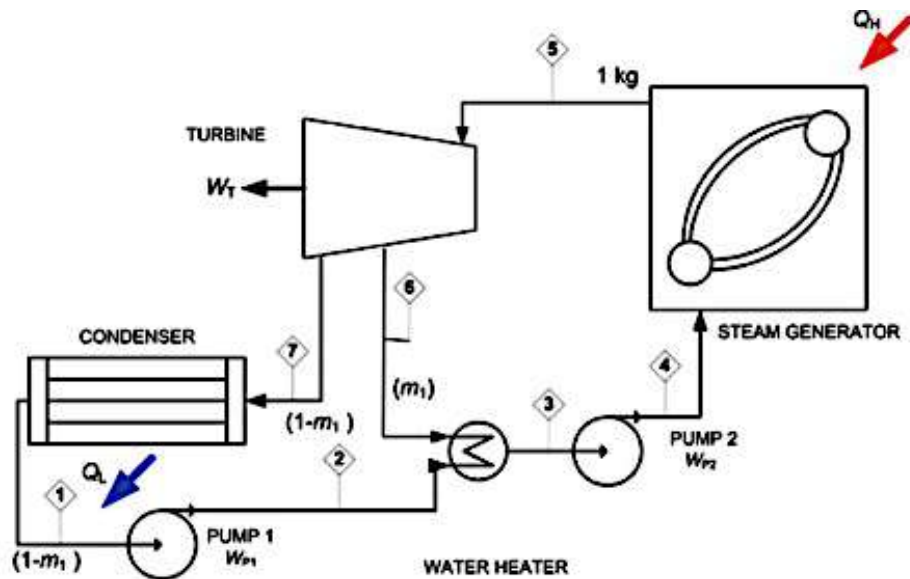 Q_H
5
1 kg
TURBINE
W_T
6
CONDENSER
STEAM GENERATOR
7
4
(m_1)
(1-m_1 )
3
PUMP 2
W_P2
2
Q_L
1
PUMP 1
W_P1
(1-m_1 )
WATER HEATER